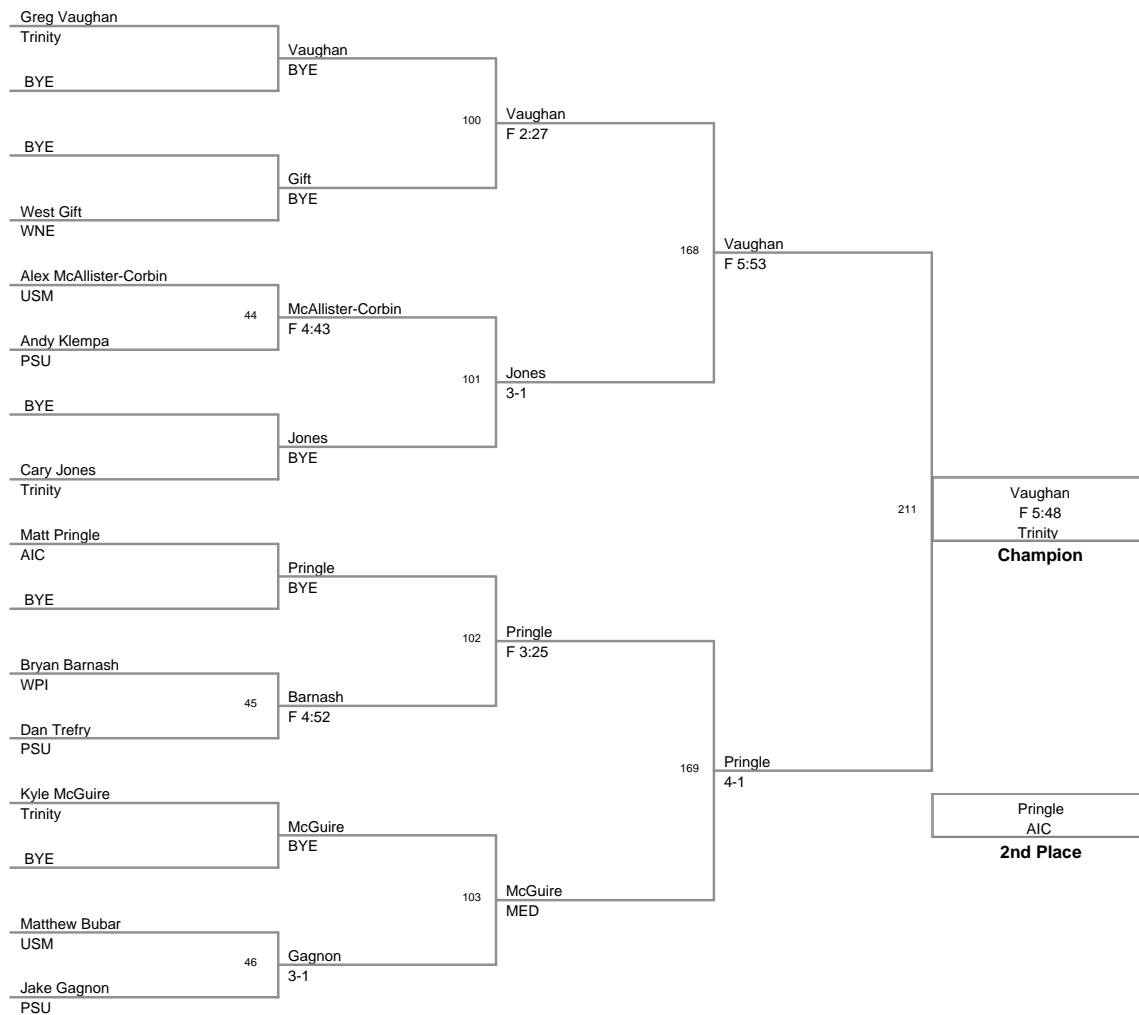 Greg Vaughan
Trinity
BYE
BYE
West Gift
WNE
Alex McAllister-Corbin
USM
Andy Klempa
PSU
BYE
Cary Jones
Trinity
Matt Pringle
AIC
BYE
Bryan Barnash
WPI
Dan Trefry
PSU
Kyle McGuire
Trinity
BYE
Matthew Bubar
USM
Jake Gagnon
PSU
Vaughan
BYE
Gift
BYE
44
McAllister-Corbin
F 4:43
Jones
BYE
Pringle
BYE
45
Barnash
F 4:52
McGuire
BYE
46
Gagnon
3-1
100
Vaughan
F 2:27
101
Jones
3-1
102
Pringle
F 3:25
103
McGuire
MED
168
Vaughan
F 5:53
169
Pringle
4-1
211
Vaughan
F 5:48
Trinity
Champion
Pringle
AIC
2nd Place